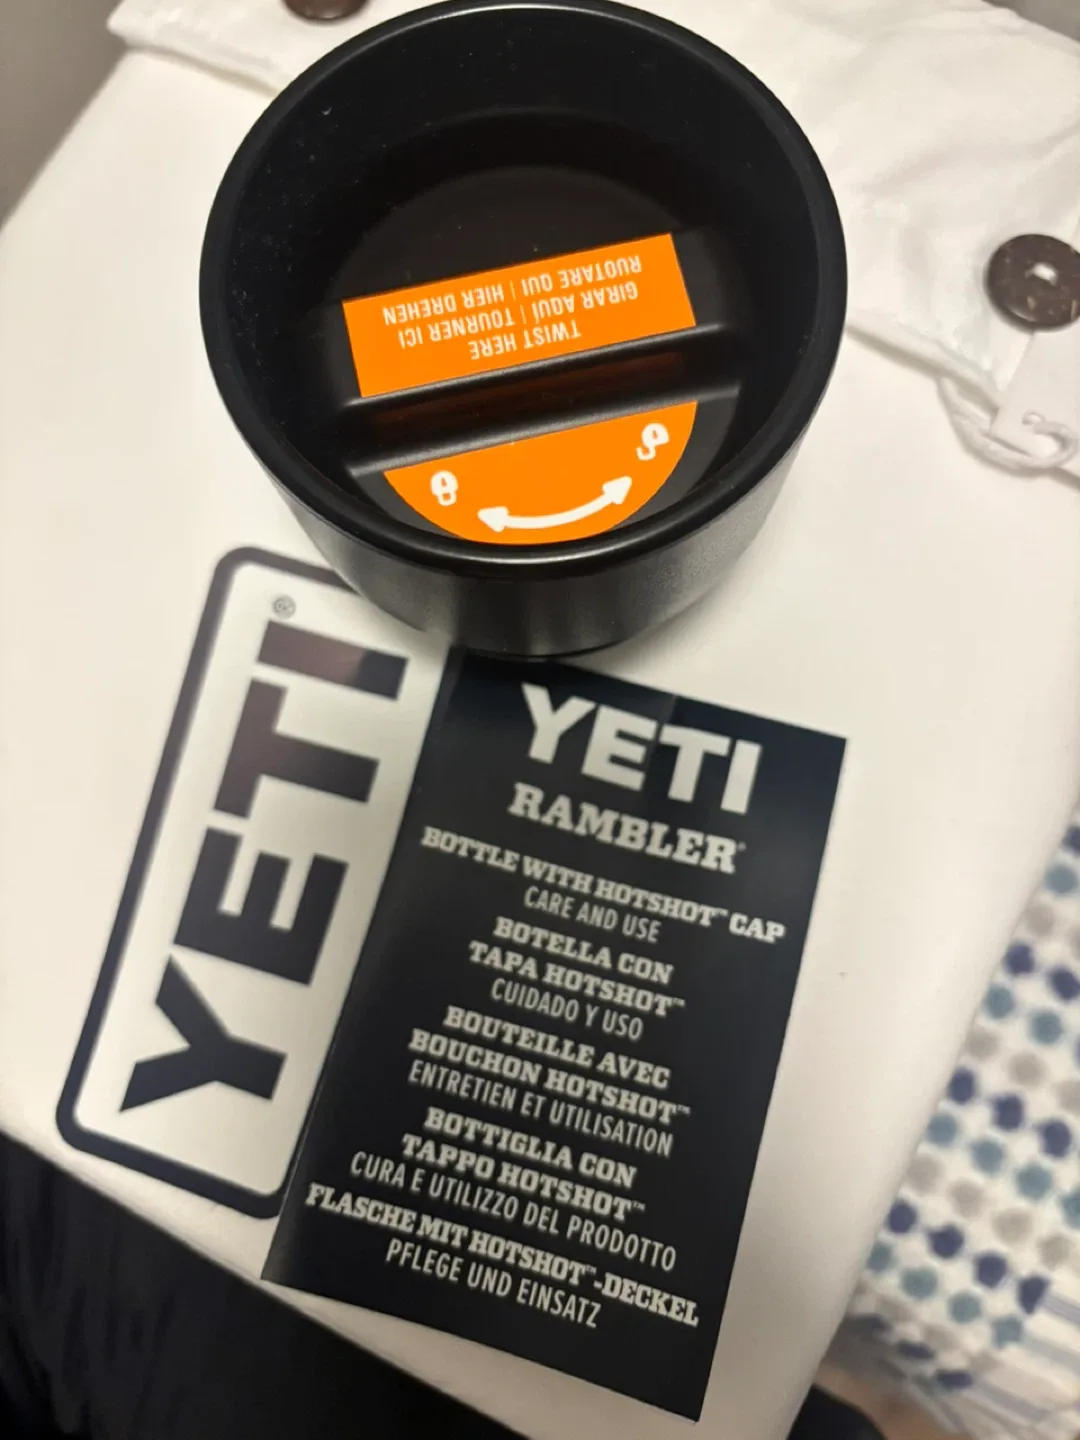 TWIST HERE
GIRAR AQUÍ | TOURNER ICI
HIER DREHEN | RUOTARE QUI
YETI®
YETI
RAMBLER®
BOTTLE WITH HOTSHOT™ CAP
CARE AND USE
BOTELLA CON
TAPA HOTSHOT™
CUIDADO Y USO
BOUTEILLE AVEC
BOUCHON HOTSHOT™
ENTRETIEN ET UTILISATION
BOTTIGLIA CON
TAPPO HOTSHOT™
CURA E UTILIZZO DEL PRODOTTO
FLASCHE MIT HOTSHOT™-DECKEL
PFLEGE UND EINSATZ